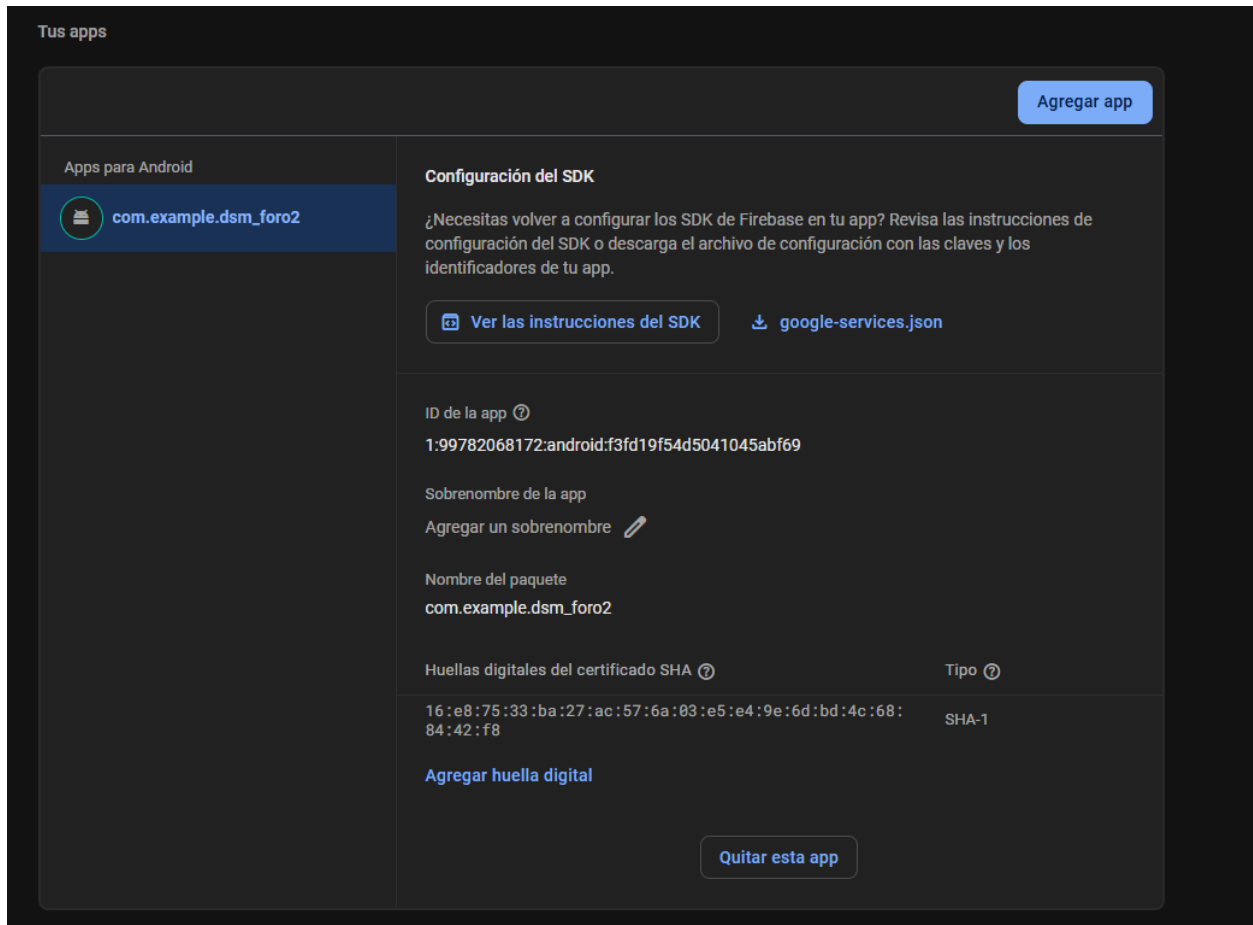 Tus apps
Agregar app
Apps para Android
com.example.dsm_foro2
Configuración del SDK
¿Necesitas volver a configurar los SDK de Firebase en tu app? Revisa las instrucciones de
configuración del SDK o descarga el archivo de configuración con las claves y los
identificadores de tu app.
Ver las instrucciones del SDK
google-services.json
ID de la app
1:99782068172:android:f3fd19f54d5041045abf69
Sobrenombre de la app
Agregar un sobrenombre
Nombre del paquete
com.example.dsm_foro2
Huellas digitales del certificado SHA
Tipo
16:e8:75:33:ba:27:ac:57:6a:03:e5:e4:9e:6d:bd:4c:68:
84:42:f8
SHA-1
Agregar huella digital
Quitar esta app